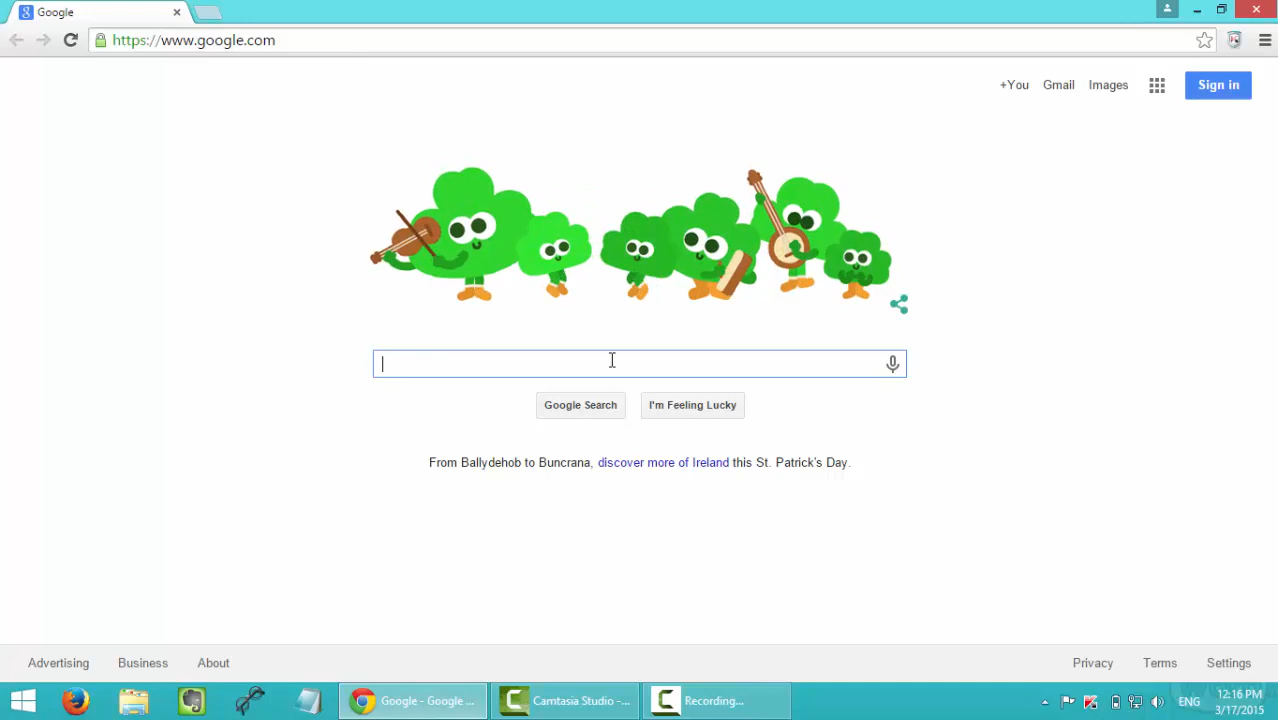 Google
https://www.google.com
+You Gmail Images Sign in
Google Search I'm Feeling Lucky
From Ballydehob to Buncrana, discover more of Ireland this St. Patrick's Day.
Advertising Business About Privacy Terms Settings
Google - Google ... Camtasia Studio -... Recording... ENG 12:16 PM
3/17/2015